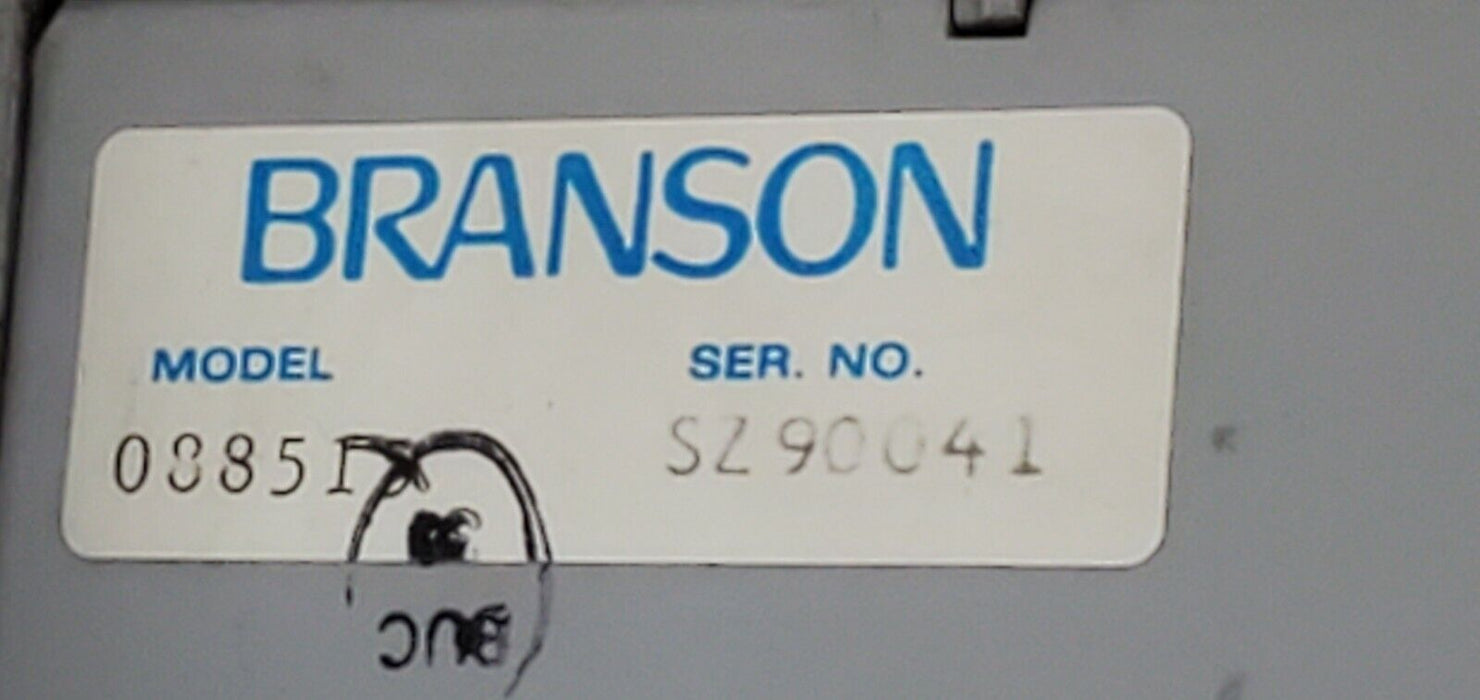 BRANSON
MODEL SER. NO.
SZ90041